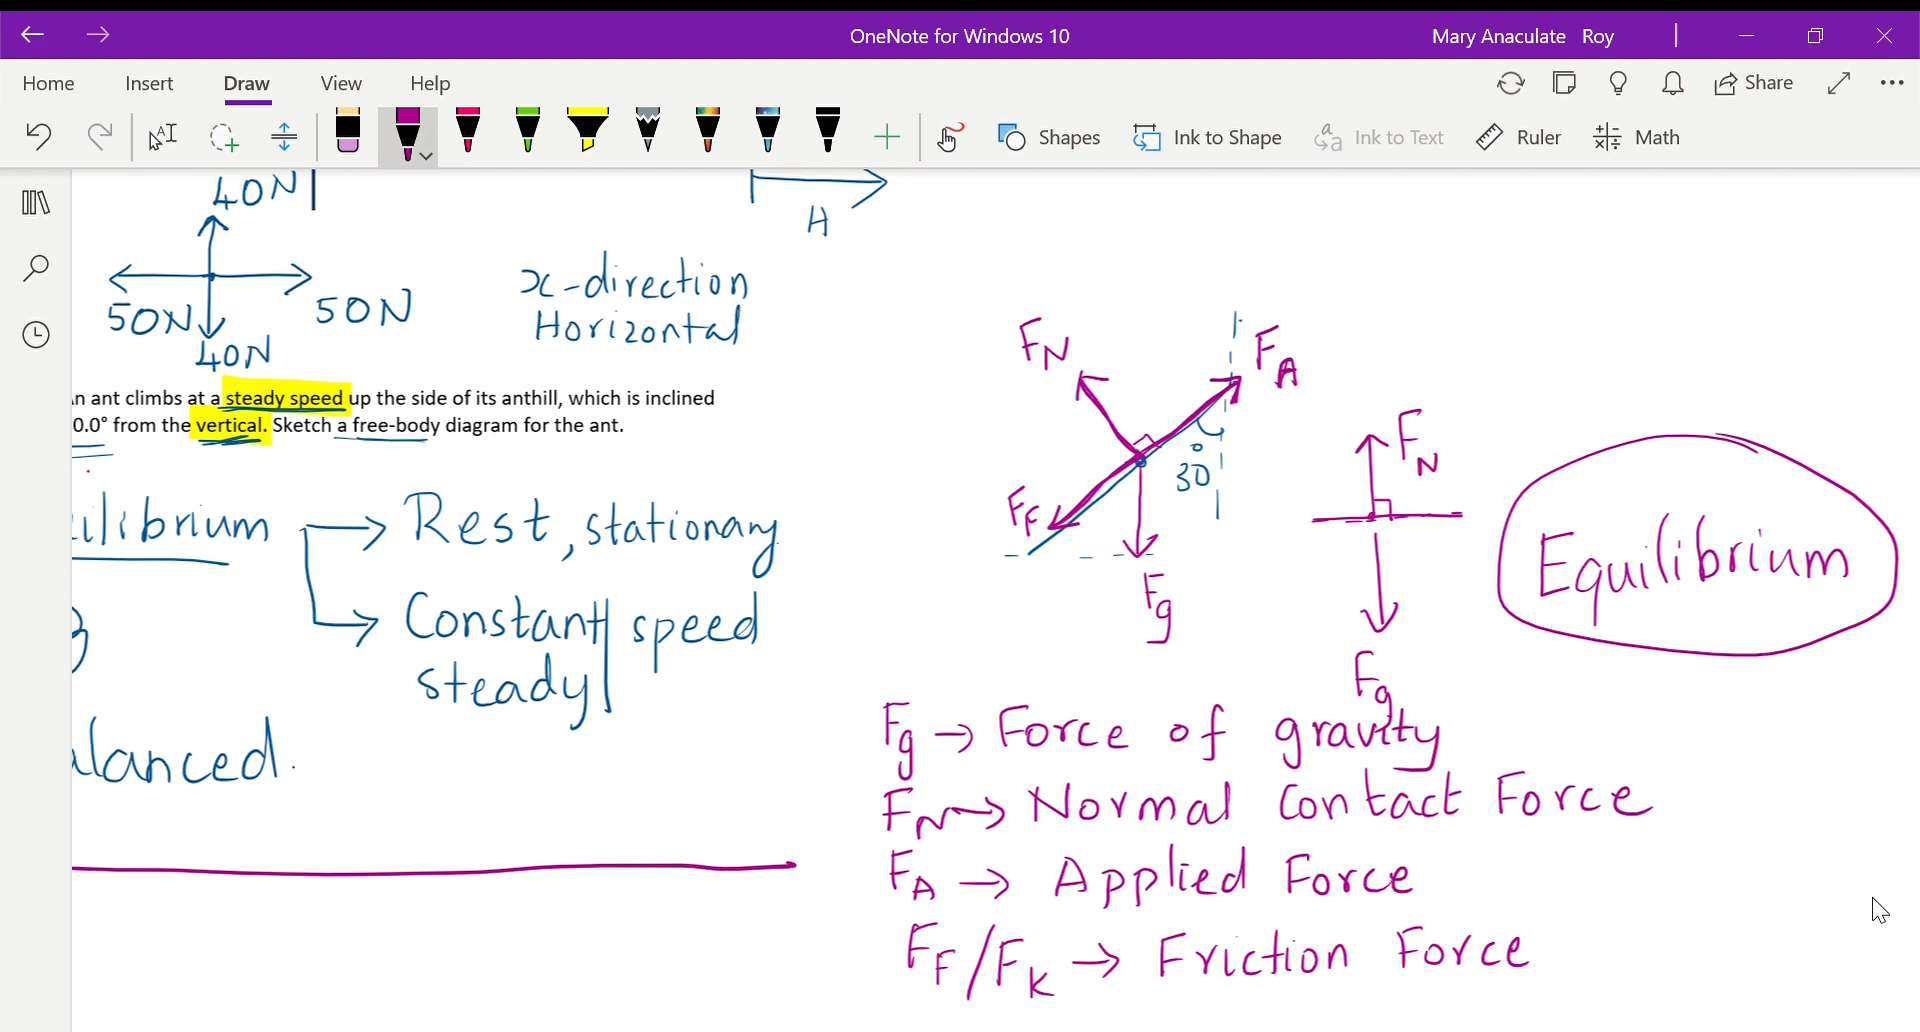 OneNote for Windows 10
Mary Anaculate Roy
Home Insert Draw View Help
Share
Shapes Ink to Shape Ink to Text Ruler Math
40N
H
50N
50N
40N
x-direction
Horizontal
n ant climbs at a steady speed up the side of its anthill, which is inclined
0.0° from the vertical. Sketch a free-body diagram for the ant.
ilibrium → Rest, stationary
→ Constant speed
steady
alanced.
FN
FA
30°
FF
Fg
FN
Fg
Equilibrium
Fg → Force of gravity
FN → Normal Contact Force
FA → Applied Force
FF/FK → Friction Force